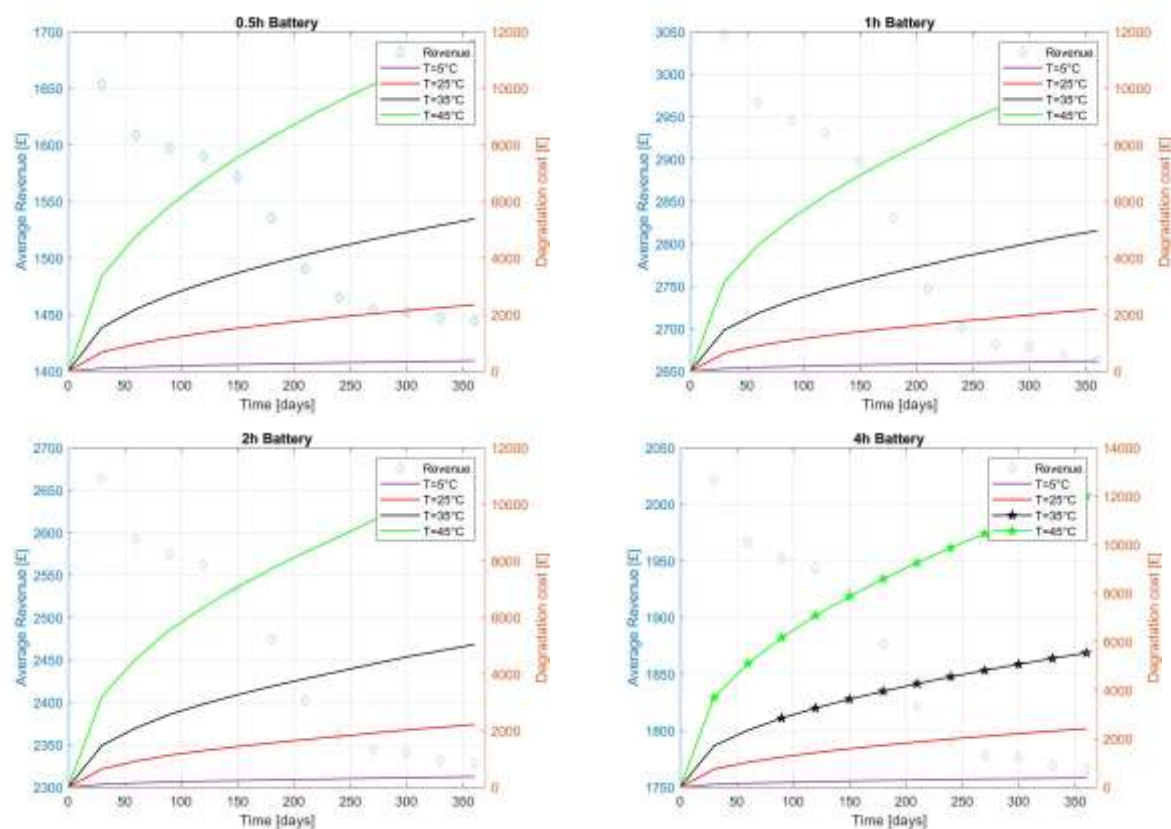 0.5h Battery
1700
1650
1600
1550
1500
1450
1400
Average Revenue [£]
12000
10000
8000
6000
4000
2000
0
Degradation cost [£]
Revenue
T=5°C
T=25°C
T=35°C
T=45°C
0 50 100 150 200 250 300 350
Time [days]
1h Battery
3050
3000
2950
2900
2850
2800
2750
2700
2650
Average Revenue [£]
12000
10000
8000
6000
4000
2000
0
Degradation cost [£]
Revenue
T=5°C
T=25°C
T=35°C
T=45°C
0 50 100 150 200 250 300 350
Time [days]
2h Battery
2700
2650
2600
2550
2500
2450
2400
2350
2300
Average Revenue [£]
12000
10000
8000
6000
4000
2000
0
Degradation cost [£]
Revenue
T=5°C
T=25°C
T=35°C
T=45°C
0 50 100 150 200 250 300 350
Time [days]
4h Battery
2050
2000
1950
1900
1850
1800
1750
Average Revenue [£]
14000
12000
10000
8000
6000
4000
2000
0
Degradation cost [£]
Revenue
T=5°C
T=25°C
T=35°C
T=45°C
0 50 100 150 200 250 300 350
Time [days]